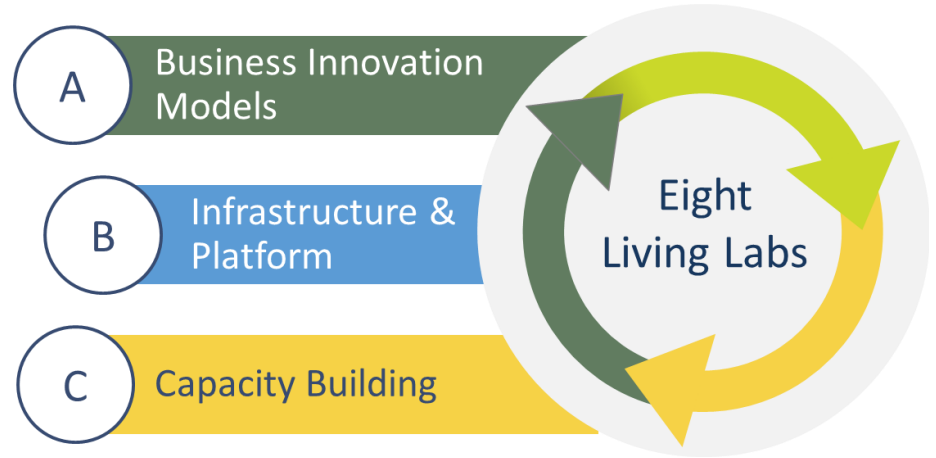 A
Business Innovation
Models
B
Infrastructure &
Platform
C
Capacity Building
Eight
Living Labs